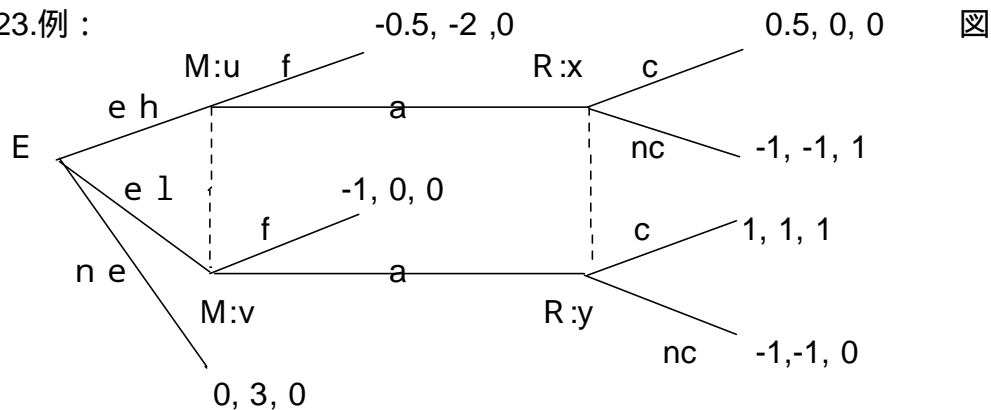 23.例： -0.5, -2 ,0 0.5, 0, 0 図
M:u f R:x c
e h a
E nc -1, -1, 1
e l -1, 0, 0
f c 1, 1, 1
n e a
M:v R:y
nc -1,-1, 0
0, 3, 0